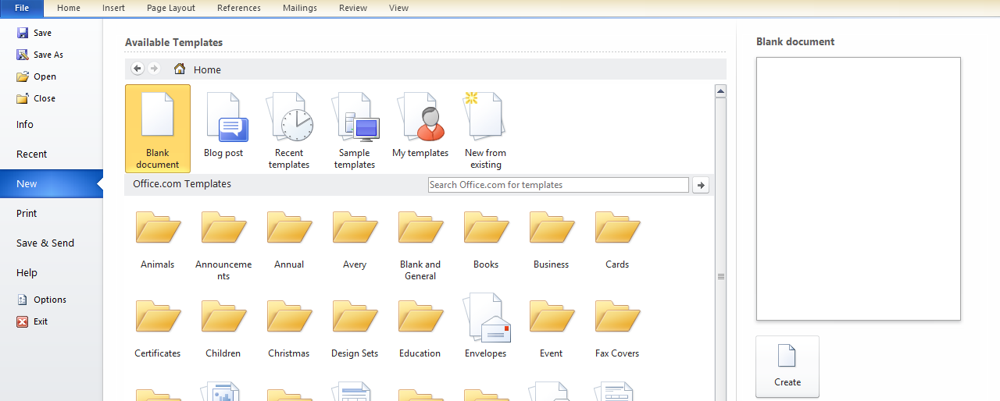 File Home Insert Page Layout References Mailings Review View
Save
Save As
Open
Close
Info
Recent
New
Print
Save & Send
Help
Options
Exit
Available Templates
Home
Blank document
Blog post
Recent templates
Sample templates
My templates
New from existing
Office.com Templates
Search Office.com for templates
Animals
Announcements
Annual
Avery
Blank and General
Books
Business
Cards
Certificates
Children
Christmas
Design Sets
Education
Envelopes
Event
Fax Covers
Blank document
Create